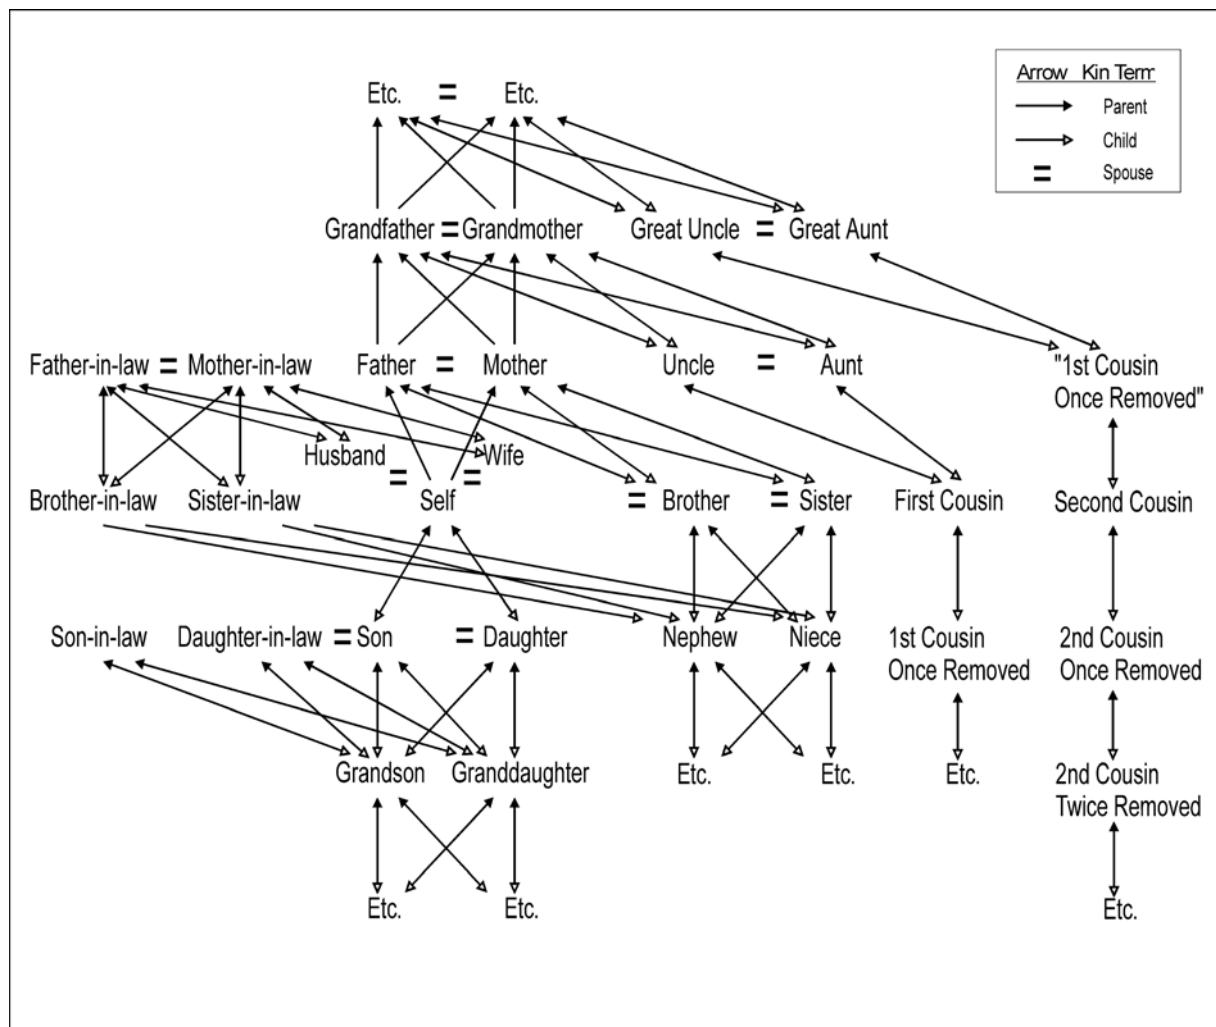 Arrow Kin Term
Parent
Child
= Spouse
Etc. = Etc.
Grandfather = Grandmother Great Uncle = Great Aunt
Father-in-law = Mother-in-law Father = Mother Uncle = Aunt "1st Cousin
Once Removed"
Husband = = Wife
Brother-in-law Sister-in-law Self = Brother = Sister First Cousin Second Cousin
Son-in-law Daughter-in-law = Son = Daughter Nephew Niece 1st Cousin 2nd Cousin
Once Removed Once Removed
Grandson Granddaughter Etc. Etc. Etc. 2nd Cousin
Twice Removed
Etc. Etc. Etc.